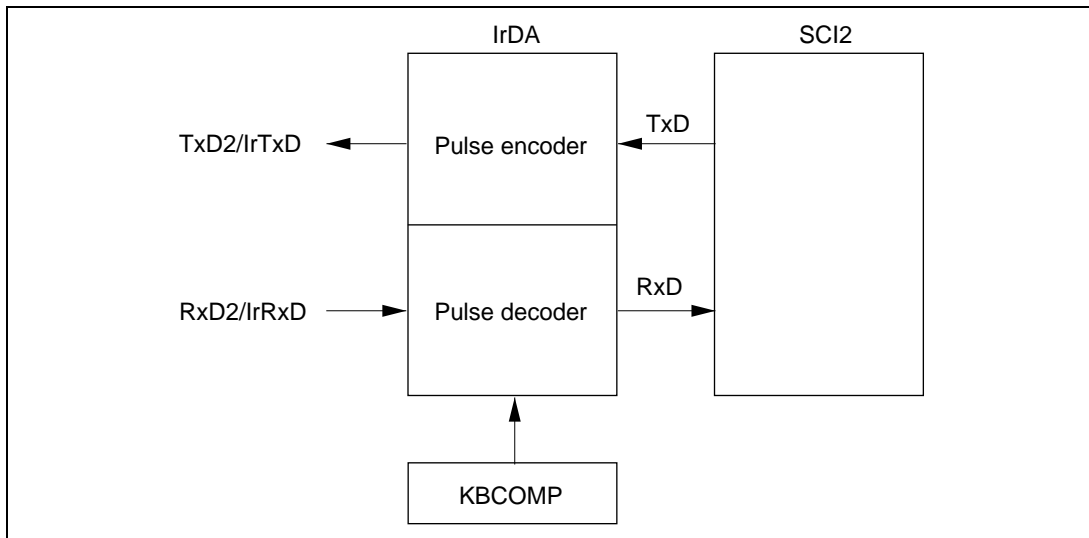 IrDA
SCI2
TxD2/IrTxD
Pulse encoder
TxD
RxD2/IrRxD
Pulse decoder
RxD
KBCOMP